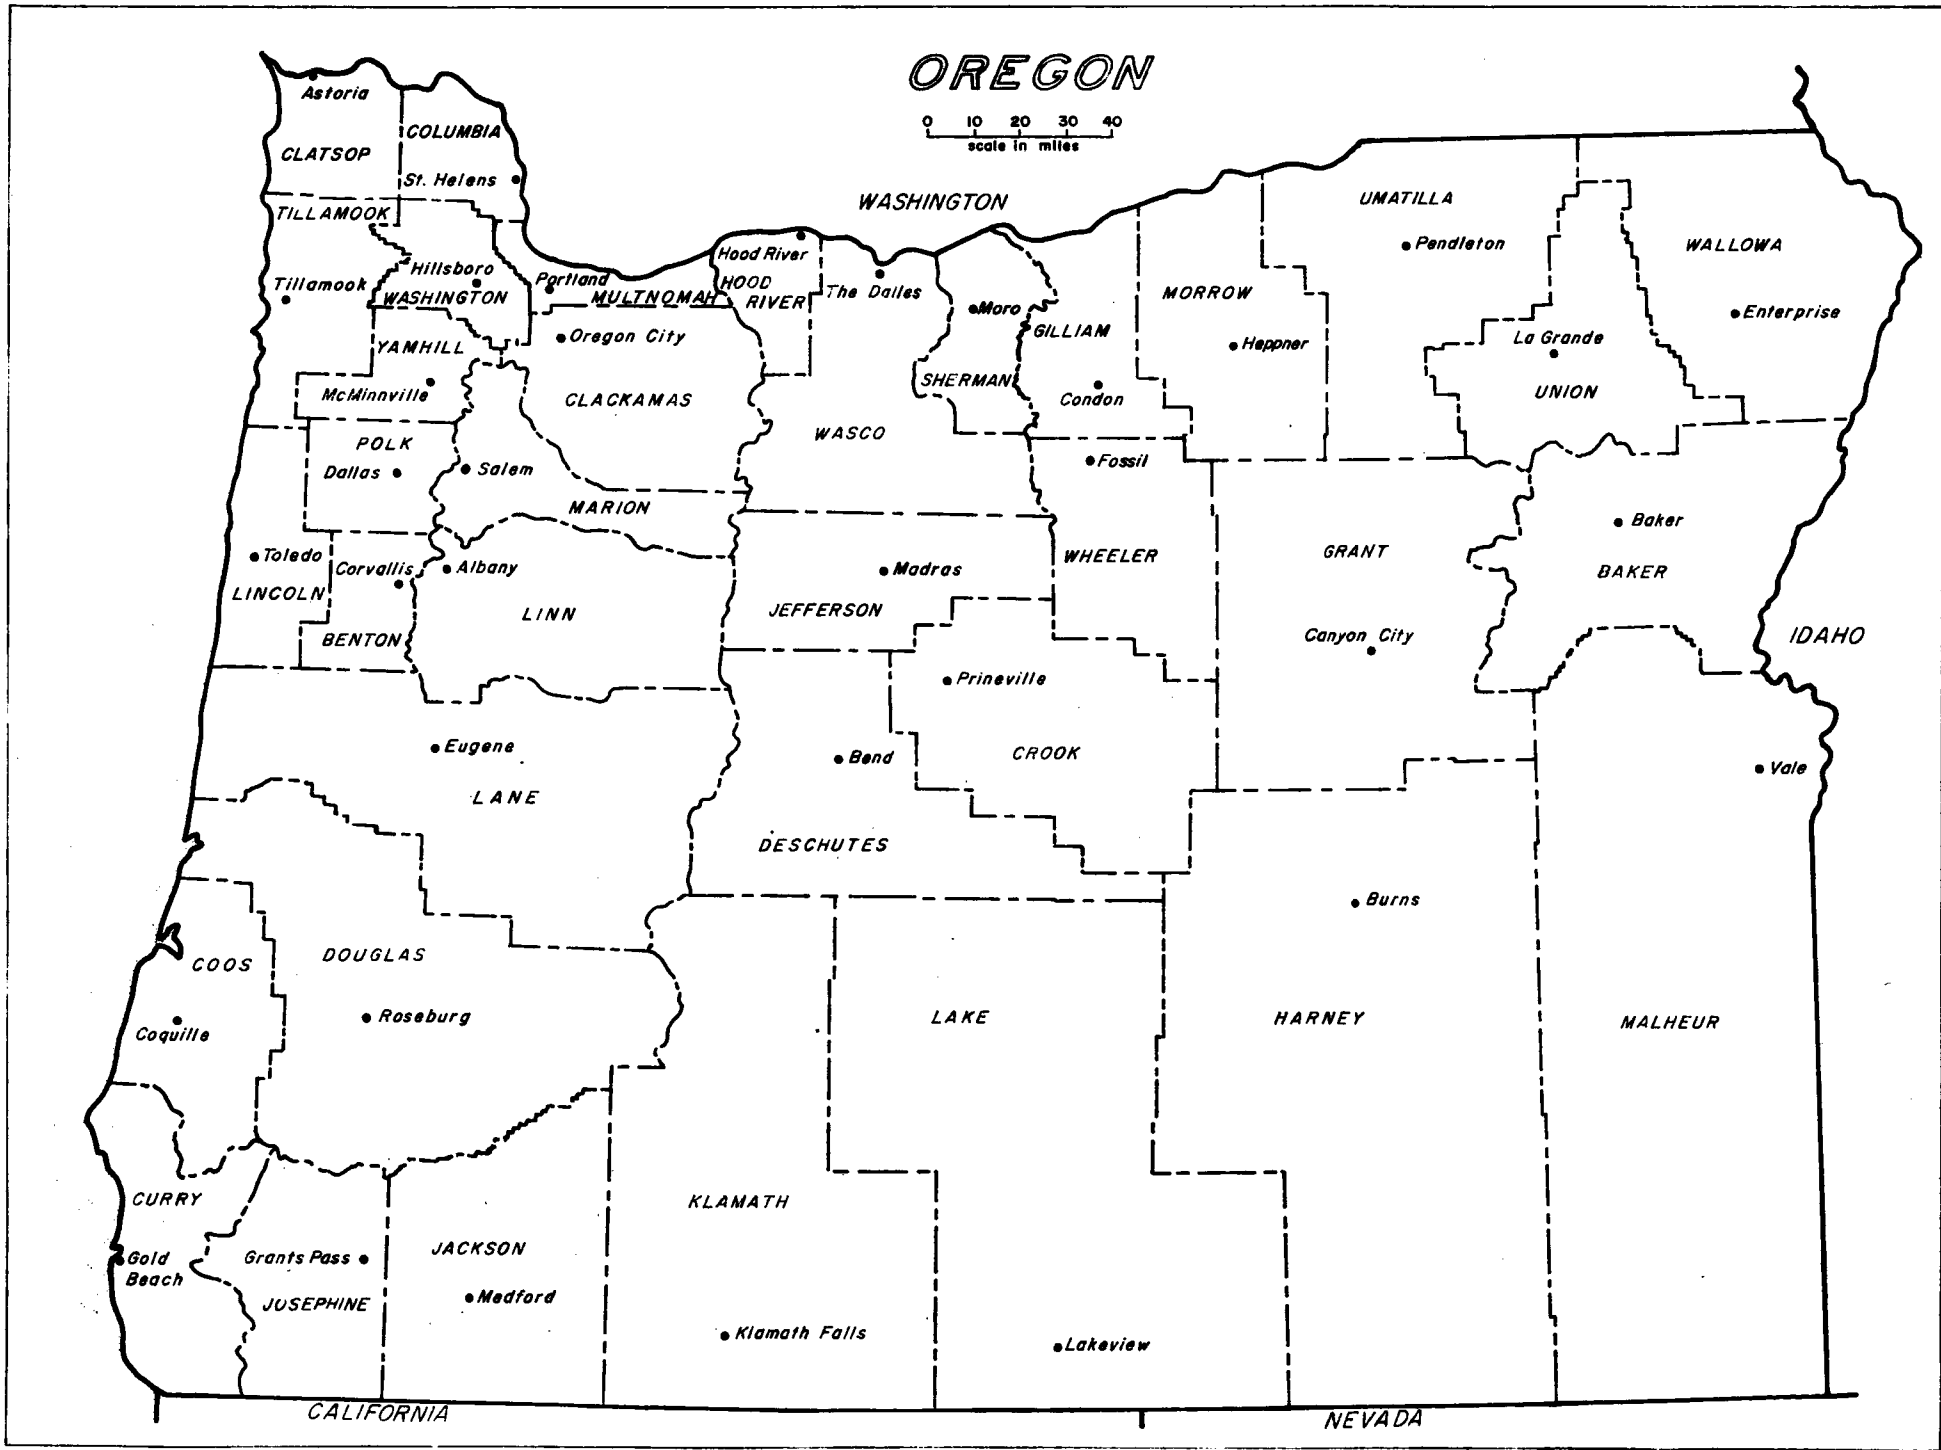 OREGON
0 10 20 30 40
scale in miles
Astoria
COLUMBIA
CLATSOP
St. Helens
WASHINGTON
UMATILLA
TILLAMOOK
Pendleton
WALLOWA
Hood River
Hillsboro
Portland
HOOD
RIVER
Tillamook
WASHINGTON
MULTNOMAH
The Dalles
MORROW
Moro
GILLIAM
Enterprise
Oregon City
YAMHILL
Heppner
La Grande
McMinnville
CLACKAMAS
SHERMAN
Condon
UNION
POLK
WASCO
Dallas
Salem
Fossil
MARION
Baker
Toledo
Corvallis
Albany
Madras
WHEELER
GRANT
BAKER
LINCOLN
LINN
JEFFERSON
BENTON
Canyon City
IDAHO
Prineville
Eugene
Bend
CROOK
Vale
LANE
DESCHUTES
Burns
COOS
DOUGLAS
Coquille
Roseburg
LAKE
HARNEY
MALHEUR
CURRY
KLAMATH
Gold
Beach
Grants Pass
JACKSON
JOSEPHINE
Medford
Klamath Falls
Lakeview
CALIFORNIA
NEVADA